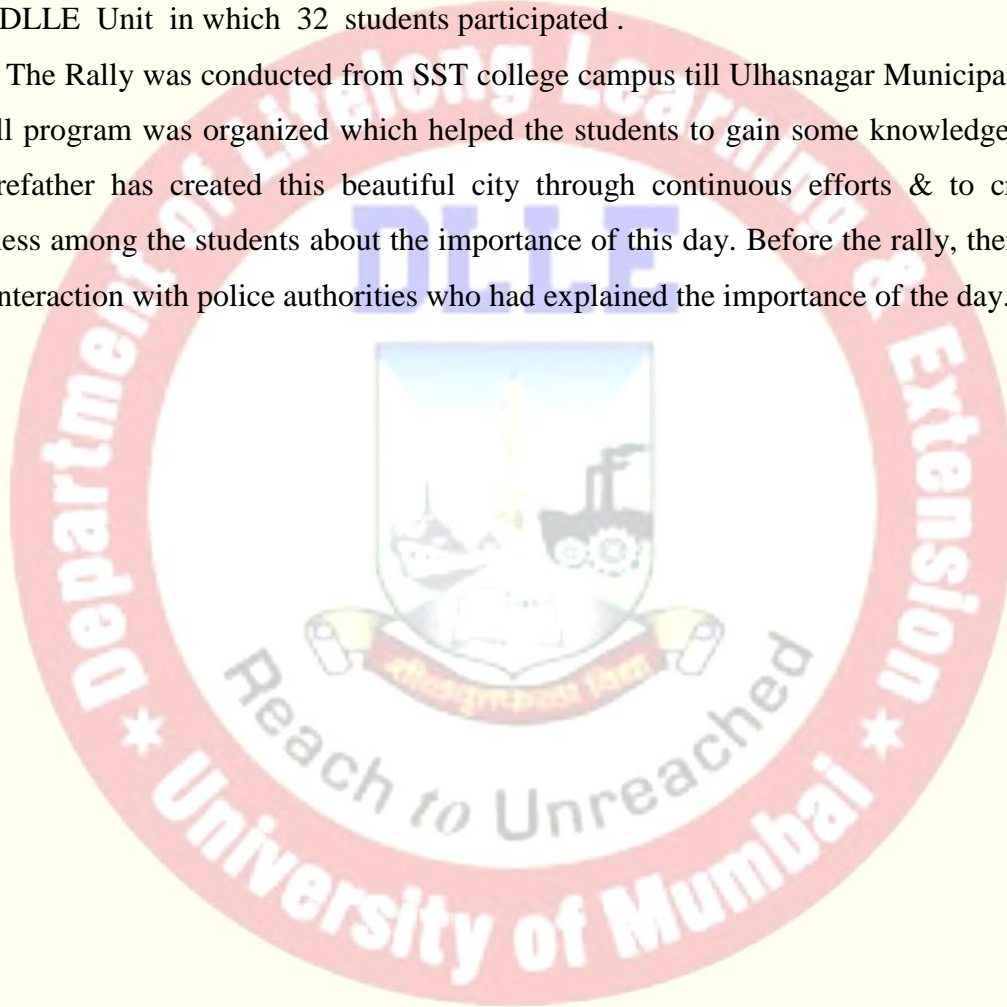 DLLE Unit in which 32 students participated .
The Rally was conducted from SST college campus till Ulhasnagar Municipal
ll program was organized which helped the students to gain some knowledge
refather has created this beautiful city through continuous efforts & to c
ness among the students about the importance of this day. Before the rally, the
nteraction with police authorities who had explained the importance of the day.
Department of Lifelong Learning & Extension
DLLE
Reach to Unreached
* University of Mumbai *